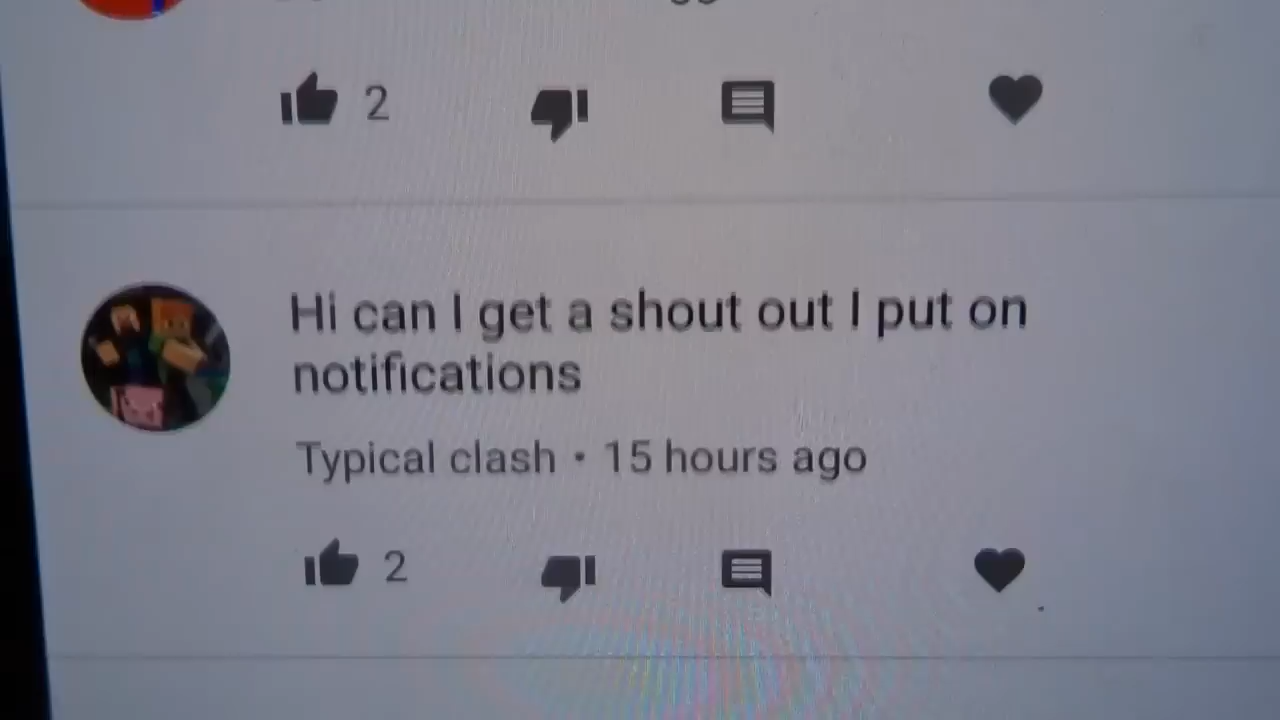 2
Hi can I get a shout out I put on
notifications
Typical clash • 15 hours ago
2